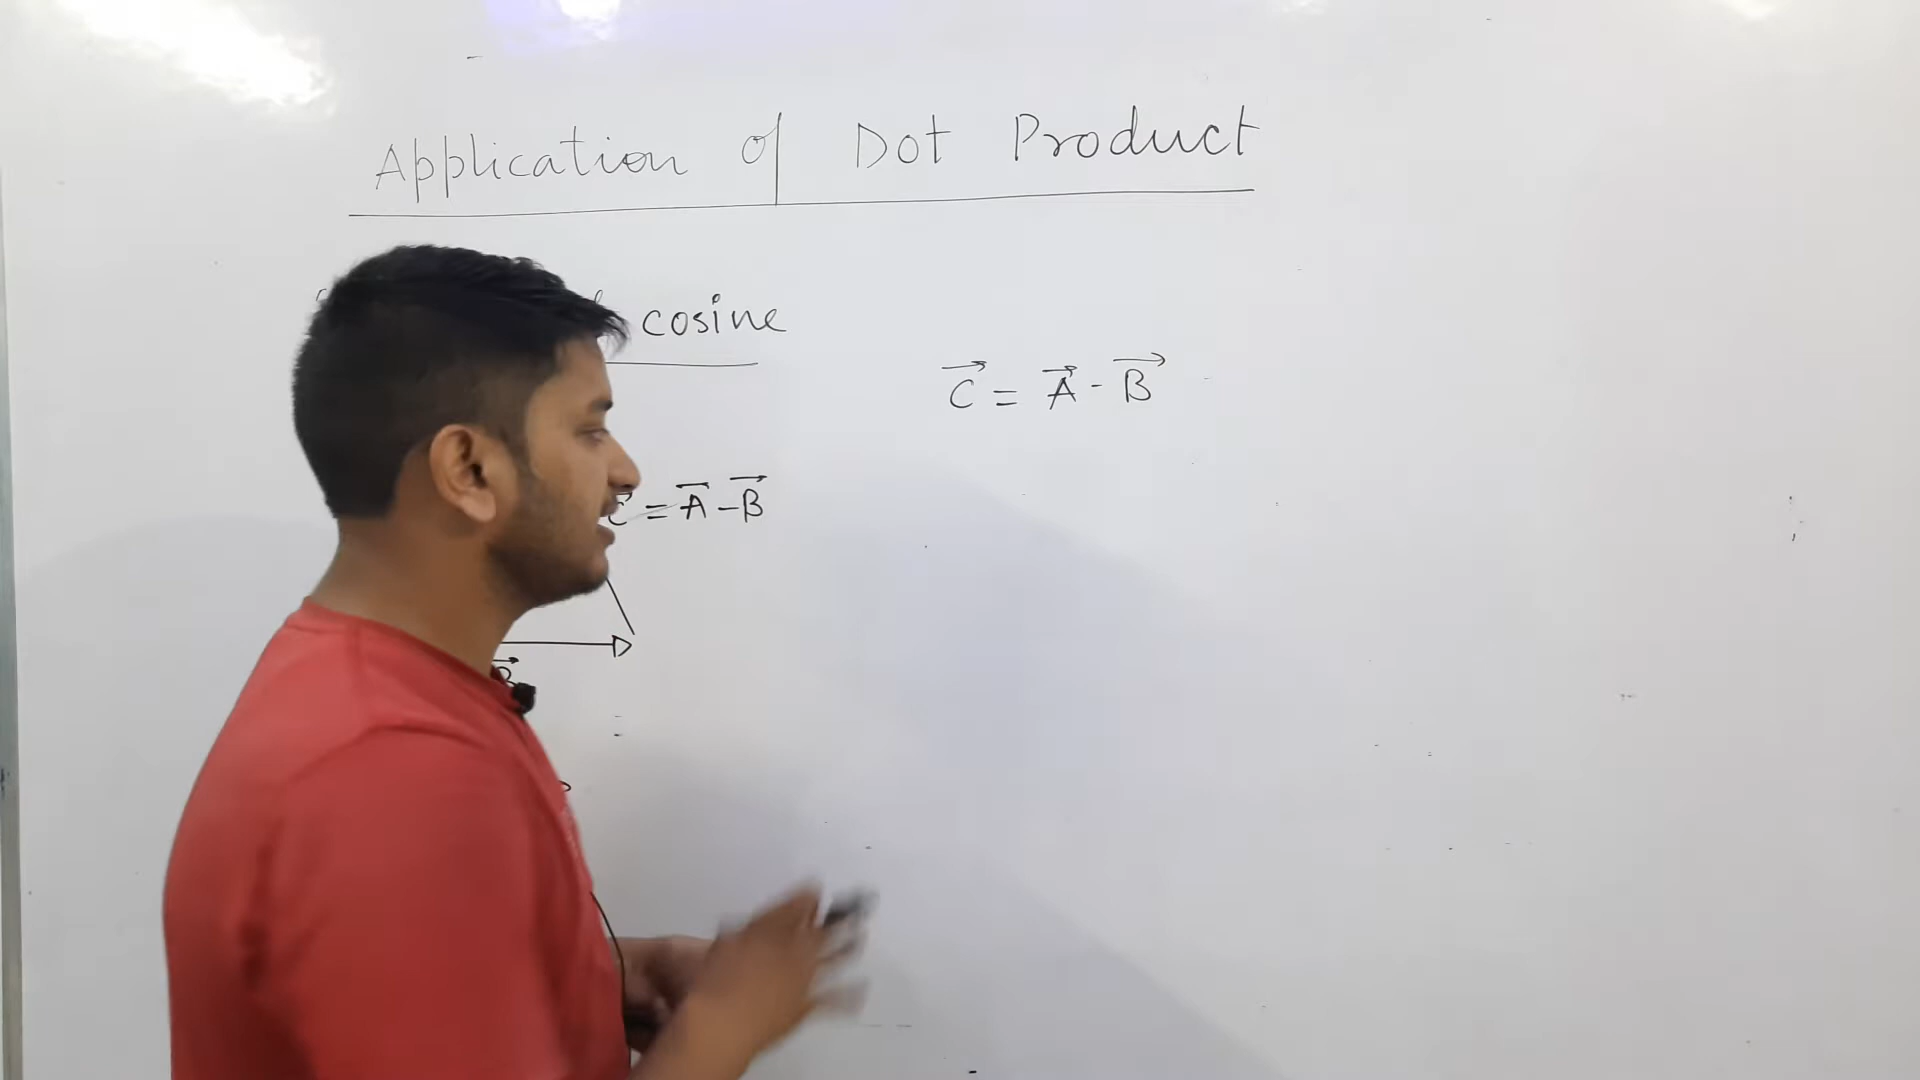 Application of Dot Product
cosine
C⃗ = A⃗ - B⃗
C⃗ = A⃗ - B⃗
B⃗